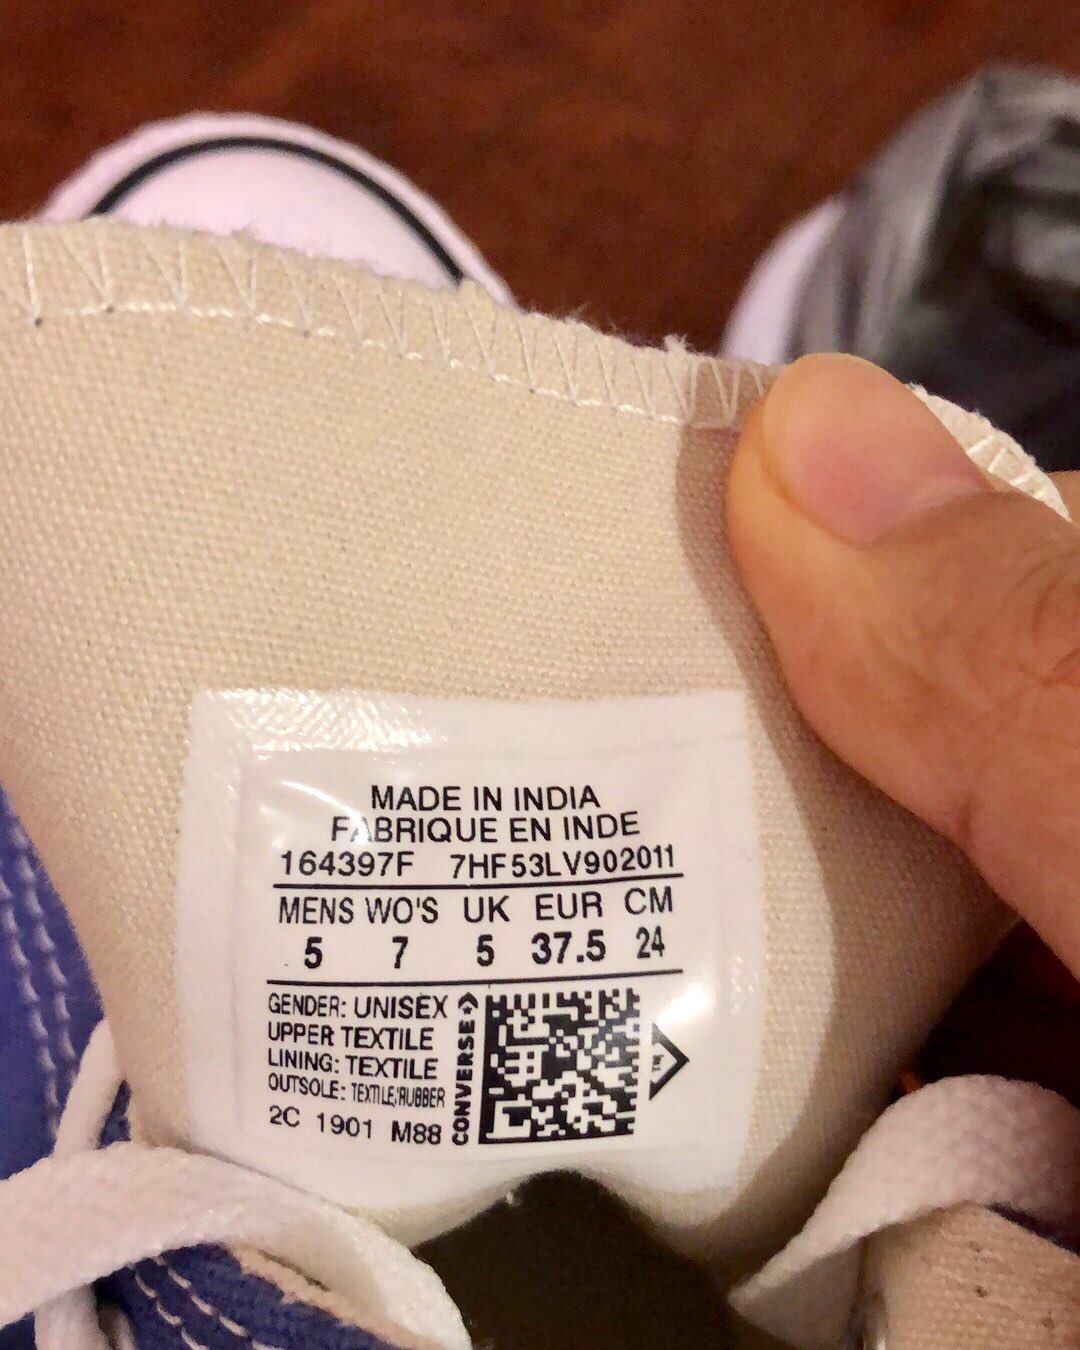 MADE IN INDIA
FABRIQUE EN INDE
164397F 7HF53LV902011
MENS WO'S UK EUR CM
5 7 5 37.5 24
GENDER: UNISEX
UPPER TEXTILE
LINING: TEXTILE
OUTSOLE: TEXTILE/RUBBER
2C 1901 M88
CONVERSE